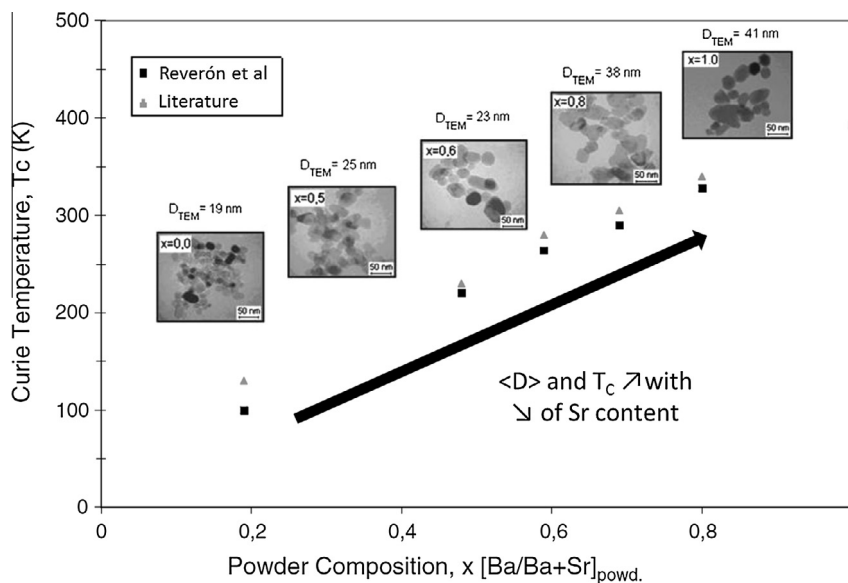 500
400
300
200
100
0
Curie Temperature, Tc (K)
Reverón et al
Literature
D_TEM= 19 nm
x=0,0
50 nm
D_TEM= 25 nm
x=0,5
50 nm
D_TEM= 23 nm
x=0,6
50 nm
D_TEM= 38 nm
x=0,8
50 nm
D_TEM= 41 nm
x=1.0
50 nm
<D> and T_C ↗ with
↘ of Sr content
0
0,2
0,4
0,6
0,8
Powder Composition, x [Ba/Ba+Sr]powd.